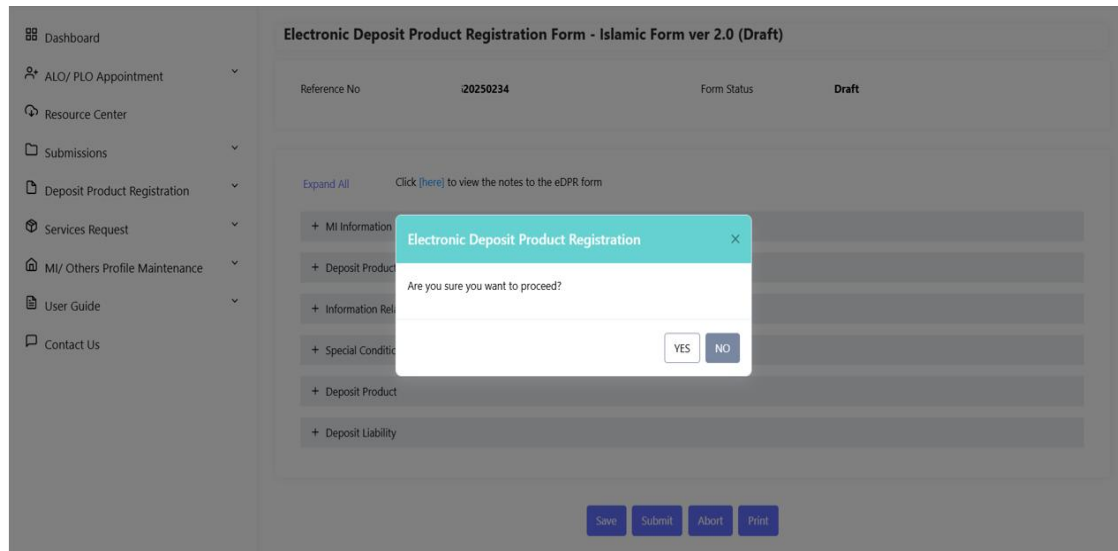 Dashboard
ALO/ PLO Appointment
Resource Center
Submissions
Deposit Product Registration
Services Request
MI/ Others Profile Maintenance
User Guide
Contact Us
Electronic Deposit Product Registration Form - Islamic Form ver 2.0 (Draft)
Reference No i20250234 Form Status Draft
Expand All Click [here] to view the notes to the eDPR form
+ MI Information
+ Deposit Product
+ Information Rel
+ Special Conditic
+ Deposit Product
+ Deposit Liability
Electronic Deposit Product Registration ×
Are you sure you want to proceed?
YES NO
Save Submit Abort Print